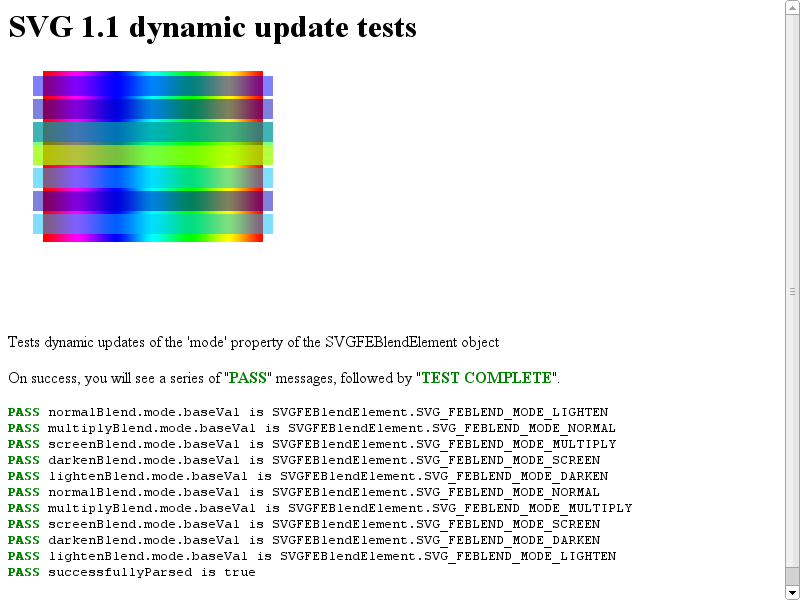 SVG 1.1 dynamic update tests
Tests dynamic updates of the 'mode' property of the SVGFEBlendElement object
On success, you will see a series of "PASS" messages, followed by "TEST COMPLETE".
PASS normalBlend.mode.baseVal is SVGFEBlendElement.SVG_FEBLEND_MODE_LIGHTEN
PASS multiplyBlend.mode.baseVal is SVGFEBlendElement.SVG_FEBLEND_MODE_NORMAL
PASS screenBlend.mode.baseVal is SVGFEBlendElement.SVG_FEBLEND_MODE_MULTIPLY
PASS darkenBlend.mode.baseVal is SVGFEBlendElement.SVG_FEBLEND_MODE_SCREEN
PASS lightenBlend.mode.baseVal is SVGFEBlendElement.SVG_FEBLEND_MODE_DARKEN
PASS normalBlend.mode.baseVal is SVGFEBlendElement.SVG_FEBLEND_MODE_NORMAL
PASS multiplyBlend.mode.baseVal is SVGFEBlendElement.SVG_FEBLEND_MODE_MULTIPLY
PASS screenBlend.mode.baseVal is SVGFEBlendElement.SVG_FEBLEND_MODE_SCREEN
PASS darkenBlend.mode.baseVal is SVGFEBlendElement.SVG_FEBLEND_MODE_DARKEN
PASS lightenBlend.mode.baseVal is SVGFEBlendElement.SVG_FEBLEND_MODE_LIGHTEN
PASS successfullyParsed is true